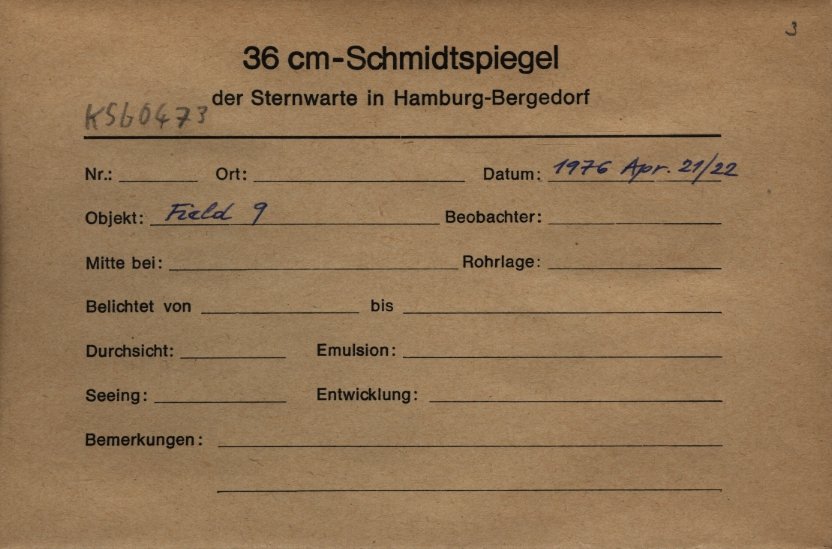 3
36 cm-Schmidtspiegel
der Sternwarte in Hamburg-Bergedorf
KSb0473
Nr.: Ort: Datum: 1976 Apr. 21/22
Objekt: Field 9 Beobachter:
Mitte bei: Rohrlage:
Belichtet von bis
Durchsicht: Emulsion:
Seeing: Entwicklung:
Bemerkungen: